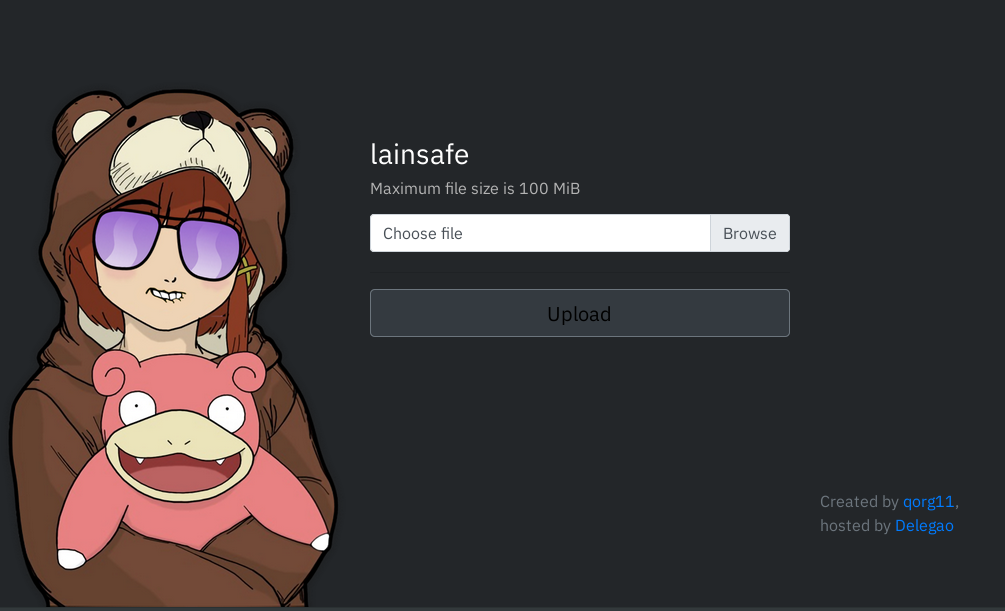 lainsafe
Maximum file size is 100 MiB
Choose file
Browse
Upload
Created by qorg11,
hosted by Delegao